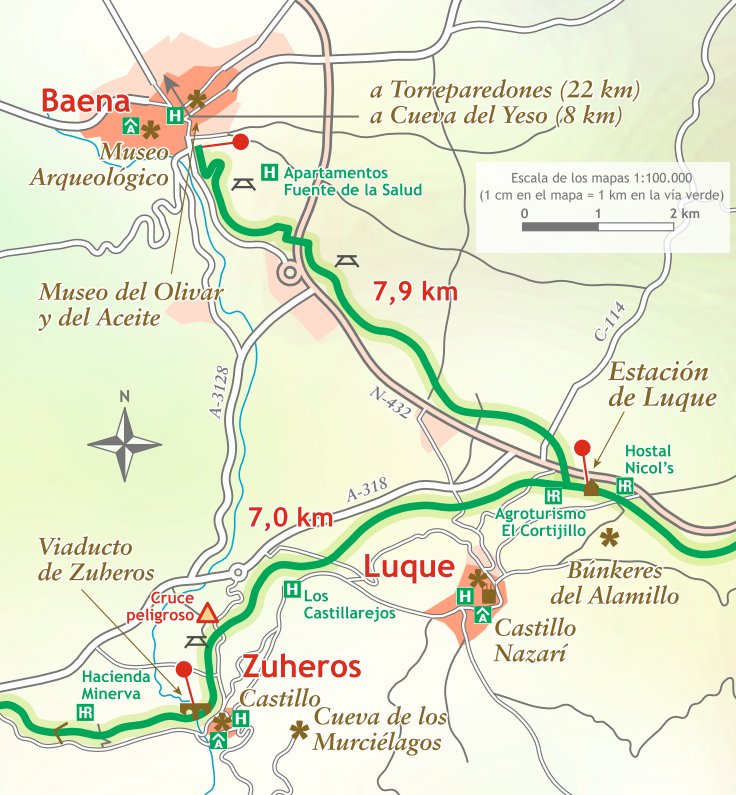 Baena
a Torreparedones (22 km)
a Cueva del Yeso (8 km)
H
A
Museo
Arqueológico
H Apartamentos
Fuente de la Salud
Escala de los mapas 1:100.000
(1 cm en el mapa = 1 km en la vía verde)
0 1 2 km
Museo del Olivar
y del Aceite
7,9 km
C-114
A-3128
N-432
N
Estación
de Luque
Hostal
Nicol's
HR
HR
Agroturismo
El Cortijillo
A-318
7,0 km
Viaducto
de Zuheros
Luque
Búnkeres
del Alamillo
Cruce
peligroso
H Los
Castillarejos
H
A
Castillo
Nazarí
Zuheros
Hacienda
Minerva
HR
Castillo
H
A
Cueva de los
Murciélagos